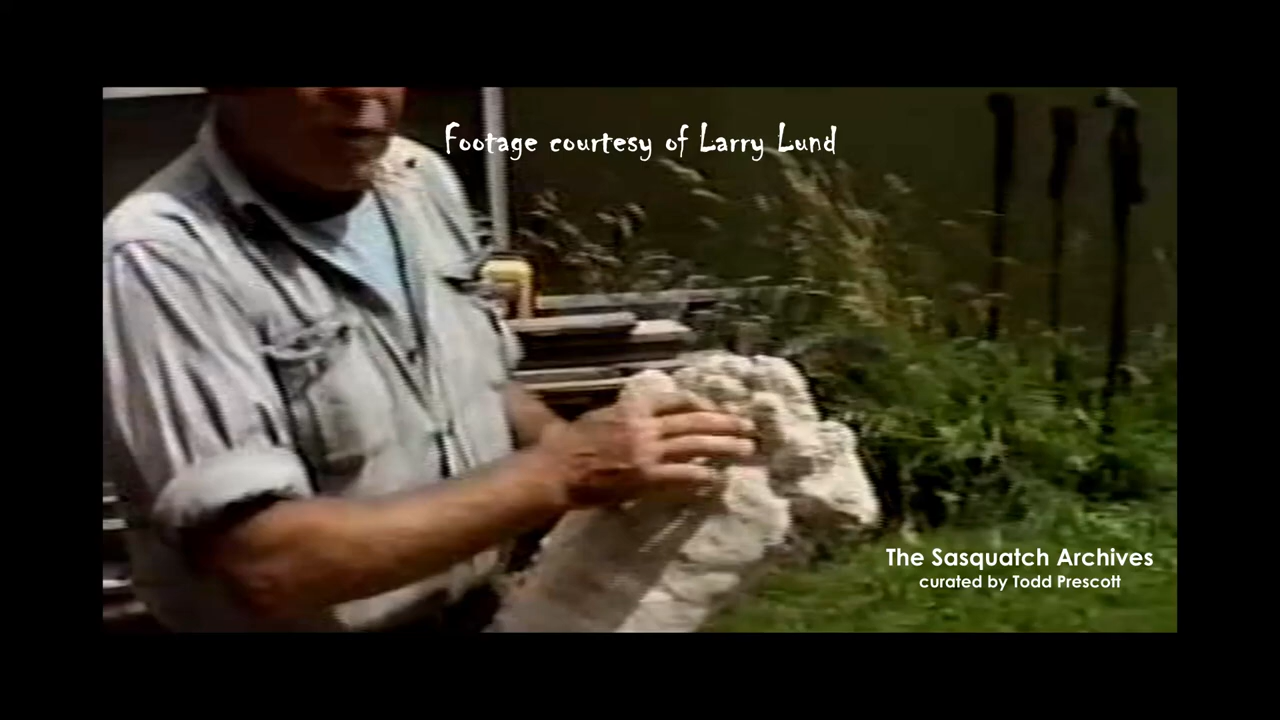 Footage courtesy of Larry Lund
The Sasquatch Archives
curated by Todd Prescott